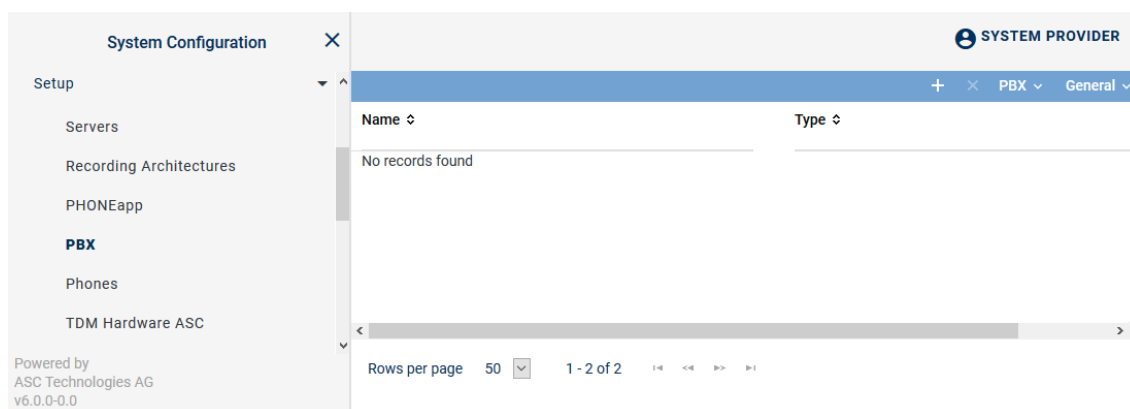 System Configuration
SYSTEM PROVIDER
Setup
PBX General
Servers
Name Type
Recording Architectures
No records found
PHONEapp
PBX
Phones
TDM Hardware ASC
Powered by
ASC Technologies AG
v6.0.0-0.0
Rows per page 50 1 - 2 of 2